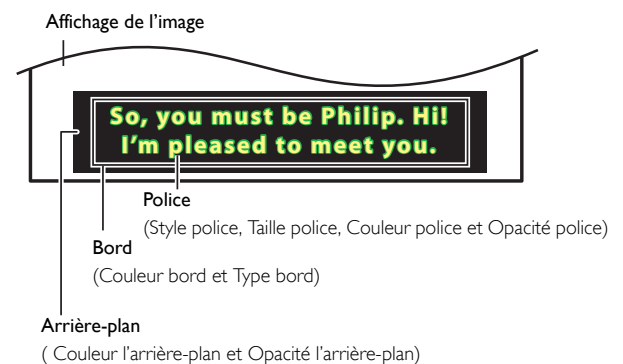 Affichage de l'image
So, you must be Philip. Hi!
I'm pleased to meet you.
Police
(Style police, Taille police, Couleur police et Opacité police)
Bord
(Couleur bord et Type bord)
Arrière-plan
( Couleur l'arrière-plan et Opacité l'arrière-plan)